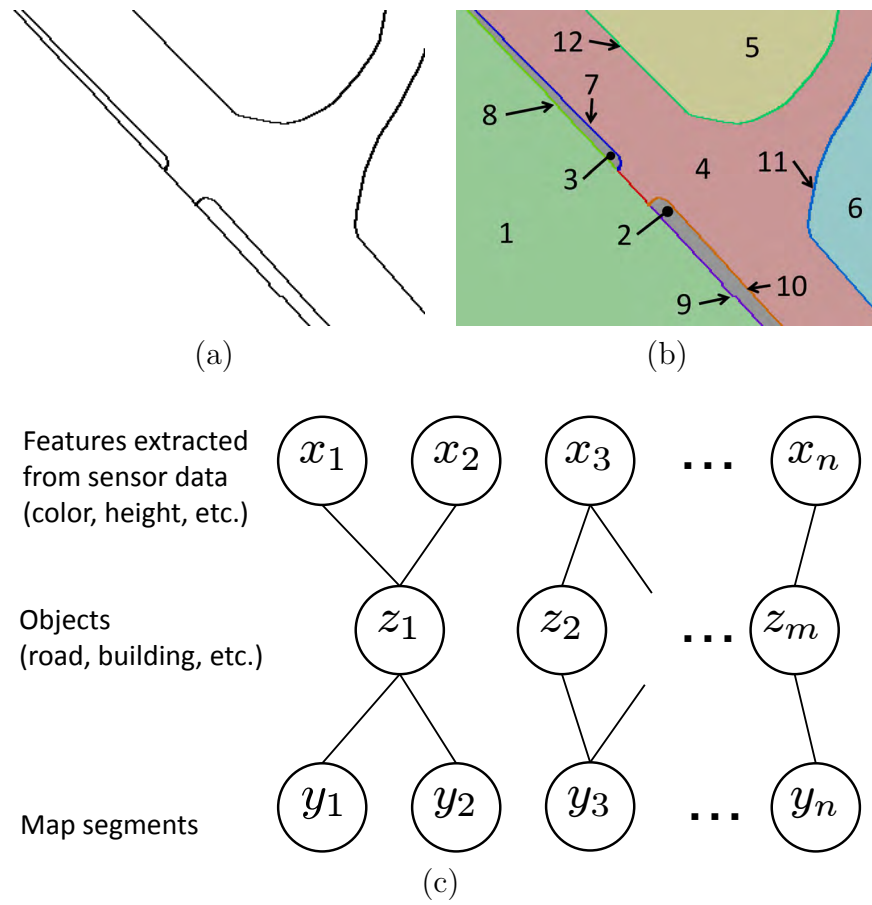 12
5
7
8
11
4
3
6
2
1
10
9
(a)
(b)
Features extracted
from sensor data
(color, height, etc.)
x₁ x₂ x₃ ... xₙ
Objects
(road, building, etc.)
z₁ z₂ ... zₘ
Map segments
y₁ y₂ y₃ ... yₙ
(c)